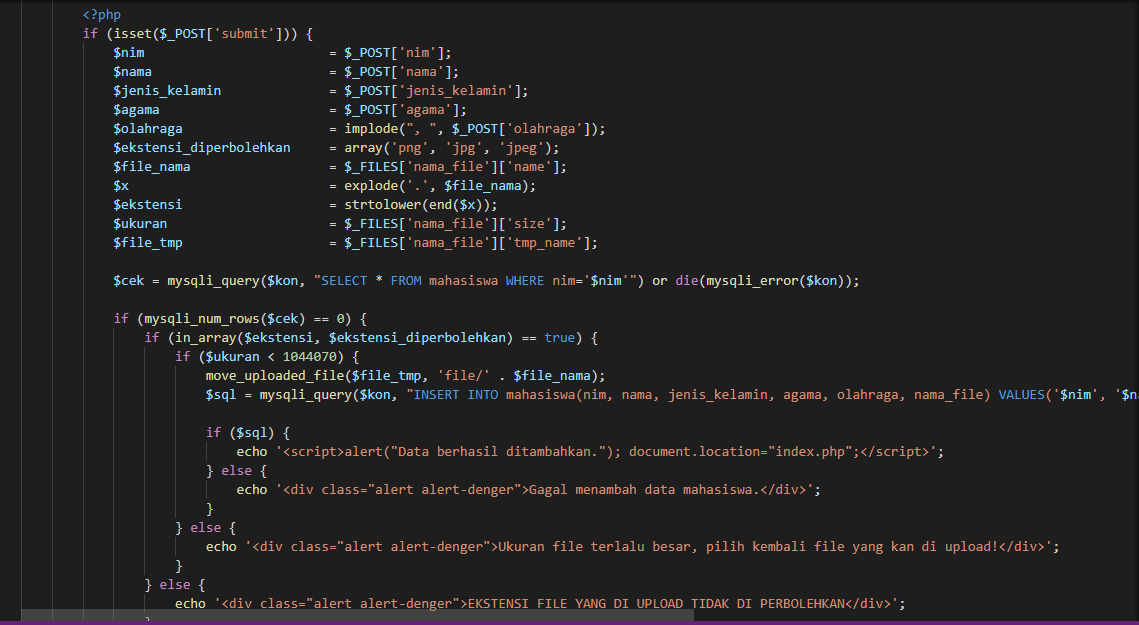 <?php
if (isset($_POST['submit'])) {
$nim = $_POST['nim'];
$nama = $_POST['nama'];
$jenis_kelamin = $_POST['jenis_kelamin'];
$agama = $_POST['agama'];
$olahraga = implode(", ", $_POST['olahraga']);
$ekstensi_diperbolehkan = array('png', 'jpg', 'jpeg');
$file_nama = $_FILES['nama_file']['name'];
$x = explode('.', $file_nama);
$ekstensi = strtolower(end($x));
$ukuran = $_FILES['nama_file']['size'];
$file_tmp = $_FILES['nama_file']['tmp_name'];
$cek = mysqli_query($kon, "SELECT * FROM mahasiswa WHERE nim='$nim'") or die(mysqli_error($kon));
if (mysqli_num_rows($cek) == 0) {
if (in_array($ekstensi, $ekstensi_diperbolehkan) == true) {
if ($ukuran < 1044070) {
move_uploaded_file($file_tmp, 'file/' . $file_nama);
$sql = mysqli_query($kon, "INSERT INTO mahasiswa(nim, nama, jenis_kelamin, agama, olahraga, nama_file) VALUES('$nim', '$na
if ($sql) {
echo '<script>alert("Data berhasil ditambahkan."); document.location="index.php";</script>';
} else {
echo '<div class="alert alert-denger">Gagal menambah data mahasiswa.</div>';
}
} else {
echo '<div class="alert alert-denger">Ukuran file terlalu besar, pilih kembali file yang kan di upload!</div>';
}
} else {
echo '<div class="alert alert-denger">EKSTENSI FILE YANG DI UPLOAD TIDAK DI PERBOLEHKAN</div>';